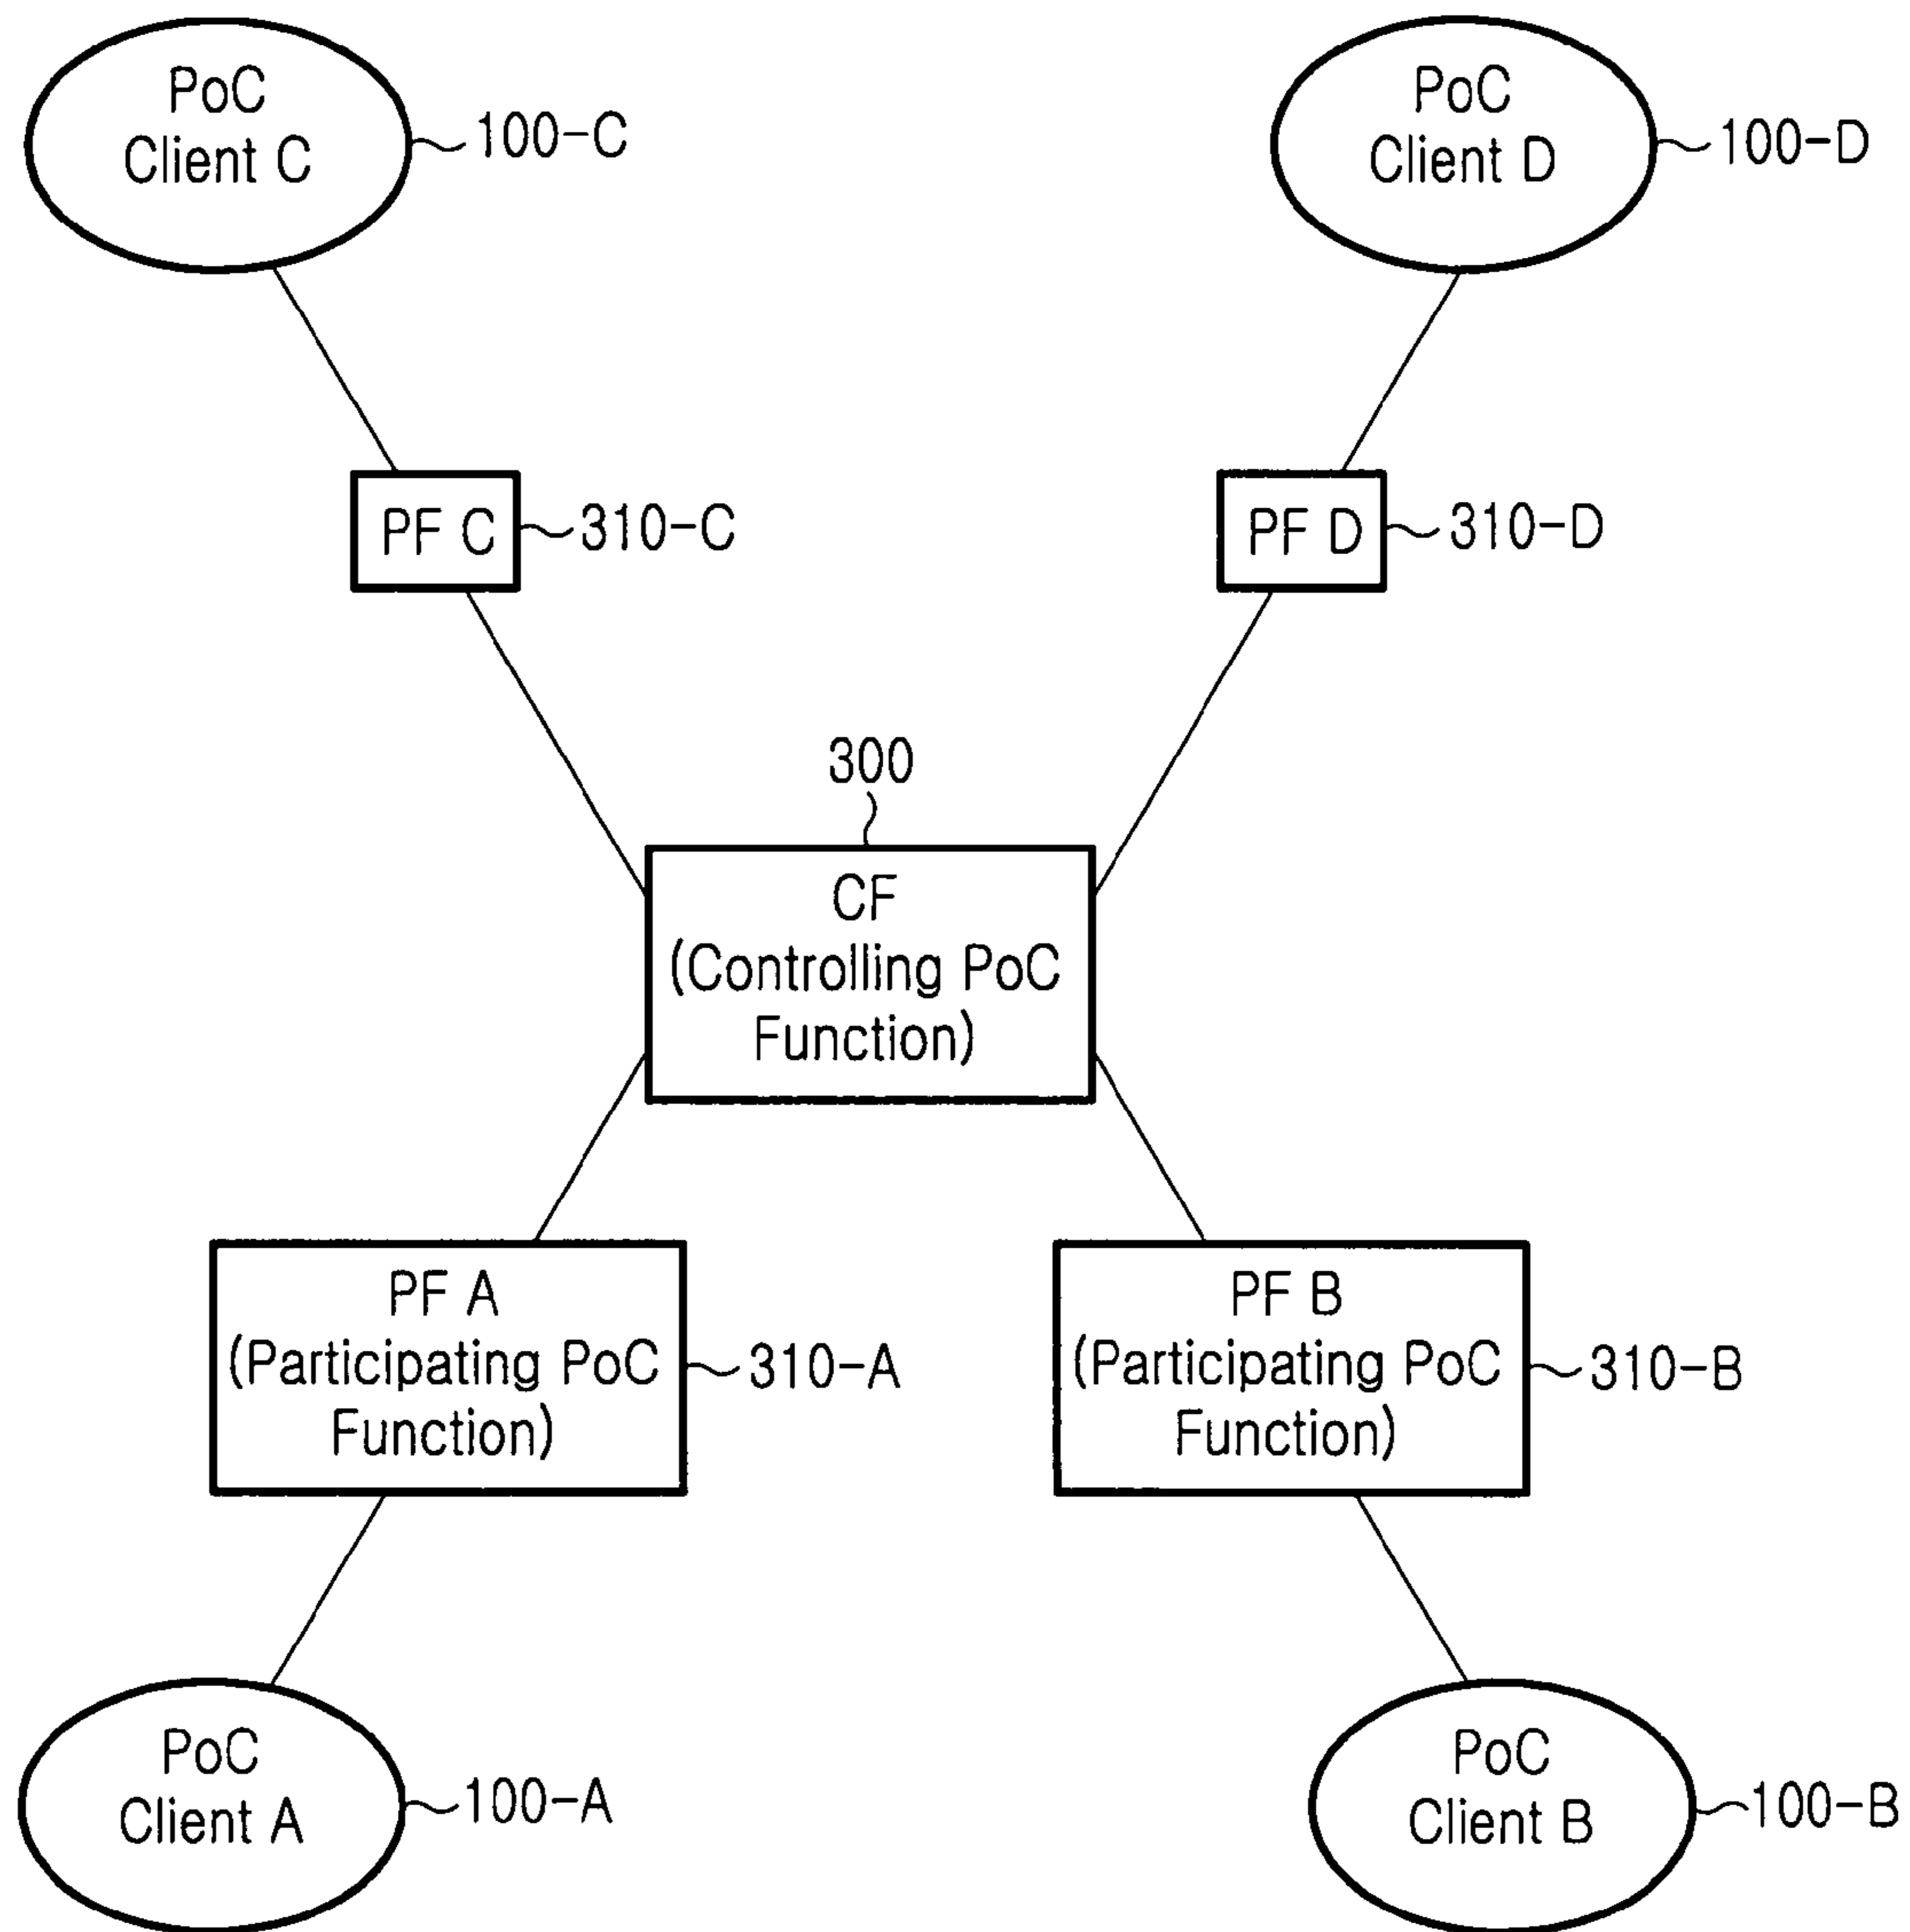 PoC
Client C
100-C
PoC
Client D
100-D
PF C
310-C
PF D
310-D
300
CF
(Controlling PoC
Function)
PF A
(Participating PoC
Function)
310-A
PF B
(Participating PoC
Function)
310-B
PoC
Client A
100-A
PoC
Client B
100-B